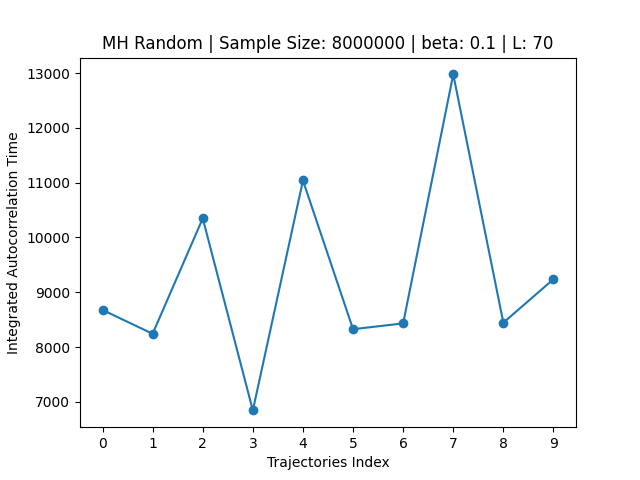 MH Random | Sample Size: 8000000 | beta: 0.1 | L: 70
Integrated Autocorrelation Time
13000
12000
11000
10000
9000
8000
7000
0 1 2 3 4 5 6 7 8 9
Trajectories Index